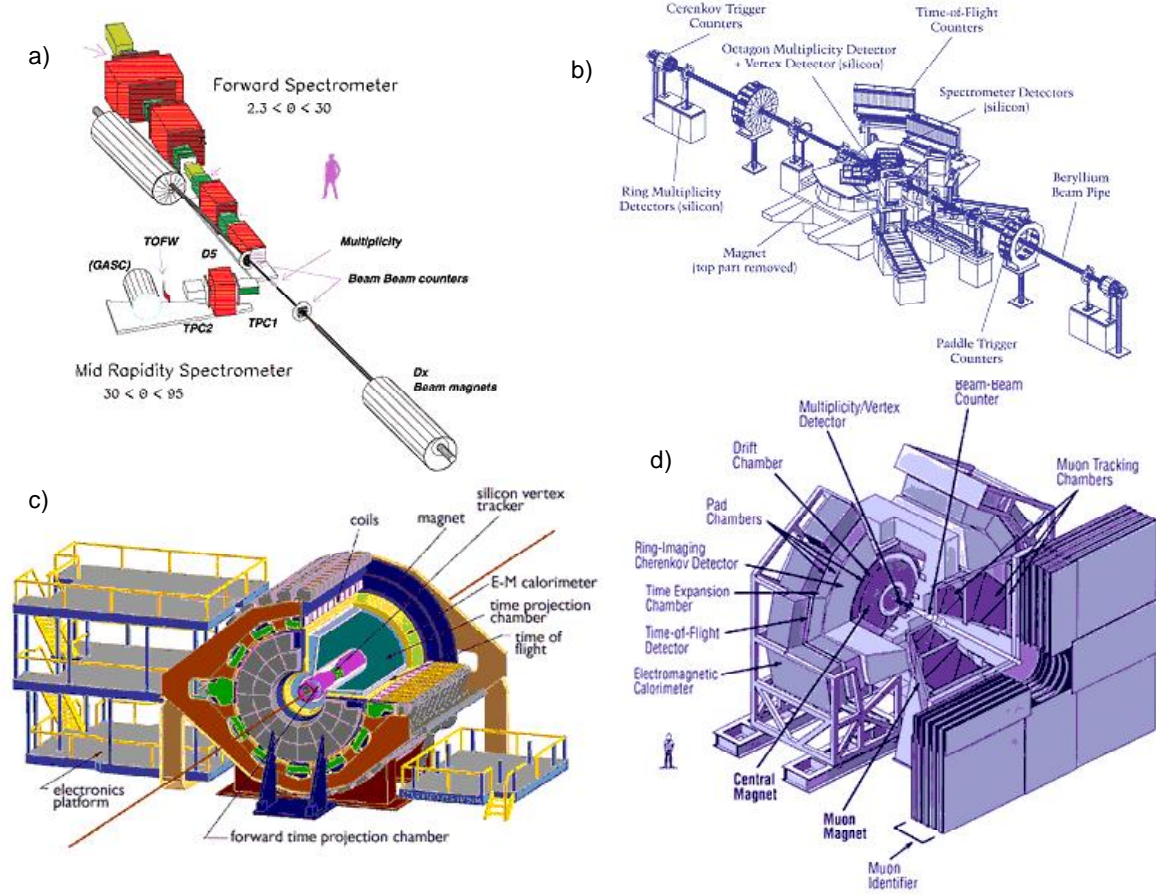 a)
Forward Spectrometer
2.3 < θ < 30
TOFW
(GASC)
D5
Multiplicity
Beam Beam counters
TPC2
TPC1
Mid Rapidity Spectrometer
30 < θ < 95
Dx
Beam magnets
b)
Cerenkov Trigger
Counters
Time-of-Flight
Counters
Octagon Multiplicity Detector
+ Vertex Detector (silicon)
Spectrometer Detectors
(silicon)
Ring Multiplicity
Detectors (silicon)
Beryllium
Beam Pipe
Magnet
(top part removed)
Paddle Trigger
Counters
c)
silicon vertex
tracker
coils
magnet
E-M calorimeter
time projection
chamber
time of
flight
electronics
platform
forward time projection chamber
d)
Beam-Beam
Counter
Multiplicity/Vertex
Detector
Drift
Chamber
Muon Tracking
Chambers
Pad
Chambers
Ring-Imaging
Cherenkov Detector
Time Expansion
Chamber
Time-of-Flight
Detector
Electromagnetic
Calorimeter
Central
Magnet
Muon
Magnet
Muon
Identifier